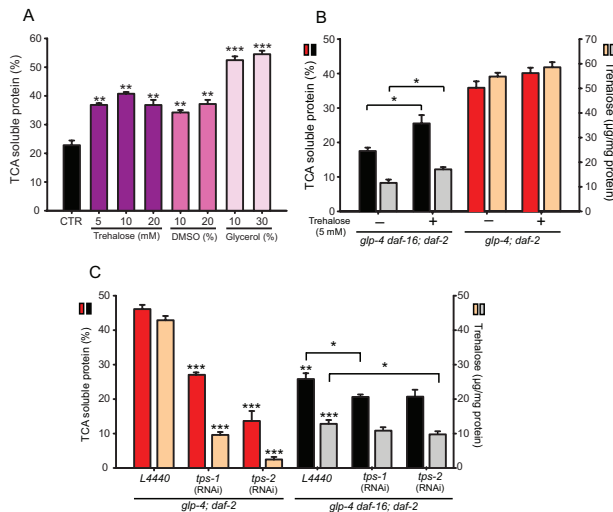 A
TCA soluble protein (%)
60
50
40
30
20
10
0
** ** ** ** ** *** ***
CTR 5 10 20 10 20 10 30
Trehalose (mM) DMSO (%) Glycerol (%)
B
TCA soluble protein (%)
50
40
30
20
10
0
70
60
50
40
30
20
10
0
Trenanose
(µg/mg protein)
* *
Trehalose
(5 mM)
− + − +
glp-4 daf-16; daf-2 glp-4; daf-2
C
TCA soluble protein (%)
50
40
30
20
10
0
50
40
30
20
10
0
Trehalose
(µg/mg protein)
*** *** *** *** ** *** * *
L4440 tps-1 tps-2 L4440 tps-1 tps-2
(RNAi) (RNAi) (RNAi) (RNAi)
glp-4; daf-2 glp-4 daf-16; daf-2